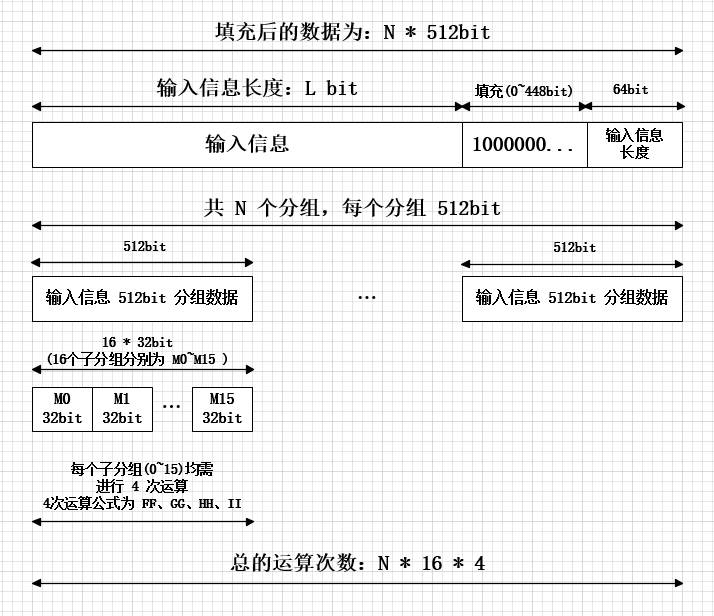 填充后的数据为：N * 512bit
输入信息长度：L bit
填充(0~448bit)
64bit
输入信息
1000000...
输入信息
长度
共 N 个分组，每个分组 512bit
512bit
512bit
输入信息 512bit 分组数据
...
输入信息 512bit 分组数据
16 * 32bit
(16个子分组分别为 M0~M15 )
M0
32bit
M1
32bit
...
M15
32bit
每个子分组(0~15)均需
进行 4 次运算
4次运算公式为 FF、GG、HH、II
总的运算次数：N * 16 * 4